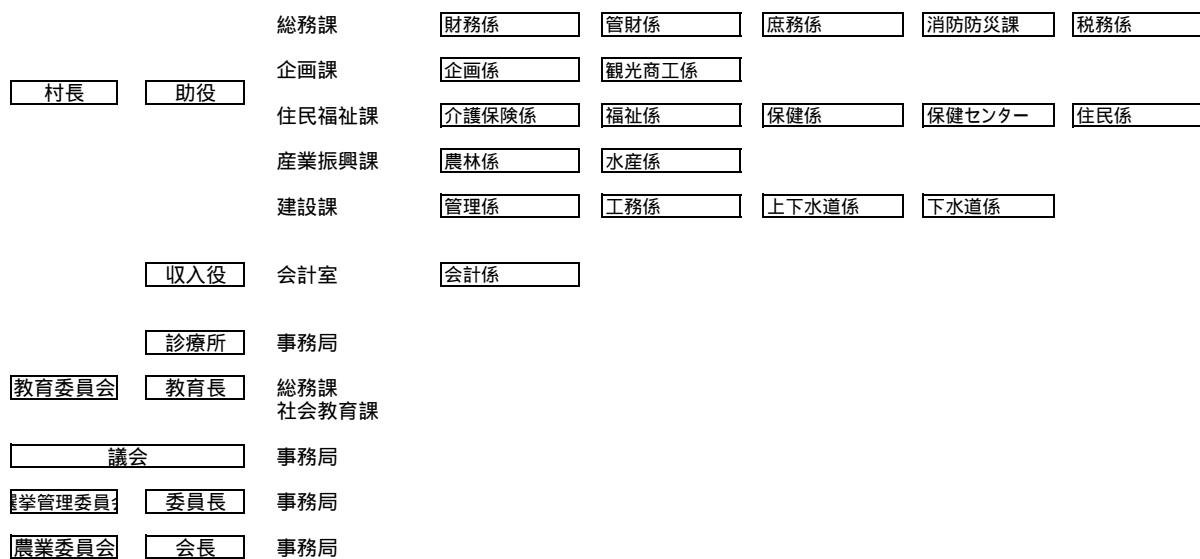 総務課 財務係 管財係 庶務係 消防防災課 税務係
企画課 企画係 観光商工係
村長 助役
住民福祉課 介護保険係 福祉係 保健係 保健センター 住民係
産業振興課 農林係 水産係
建設課 管理係 工務係 上下水道係 下水道係
収入役 会計室 会計係
診療所 事務局
教育委員会 教育長 総務課
社会教育課
議会 事務局
挙管理委員 委員長 事務局
農業委員会 会長 事務局